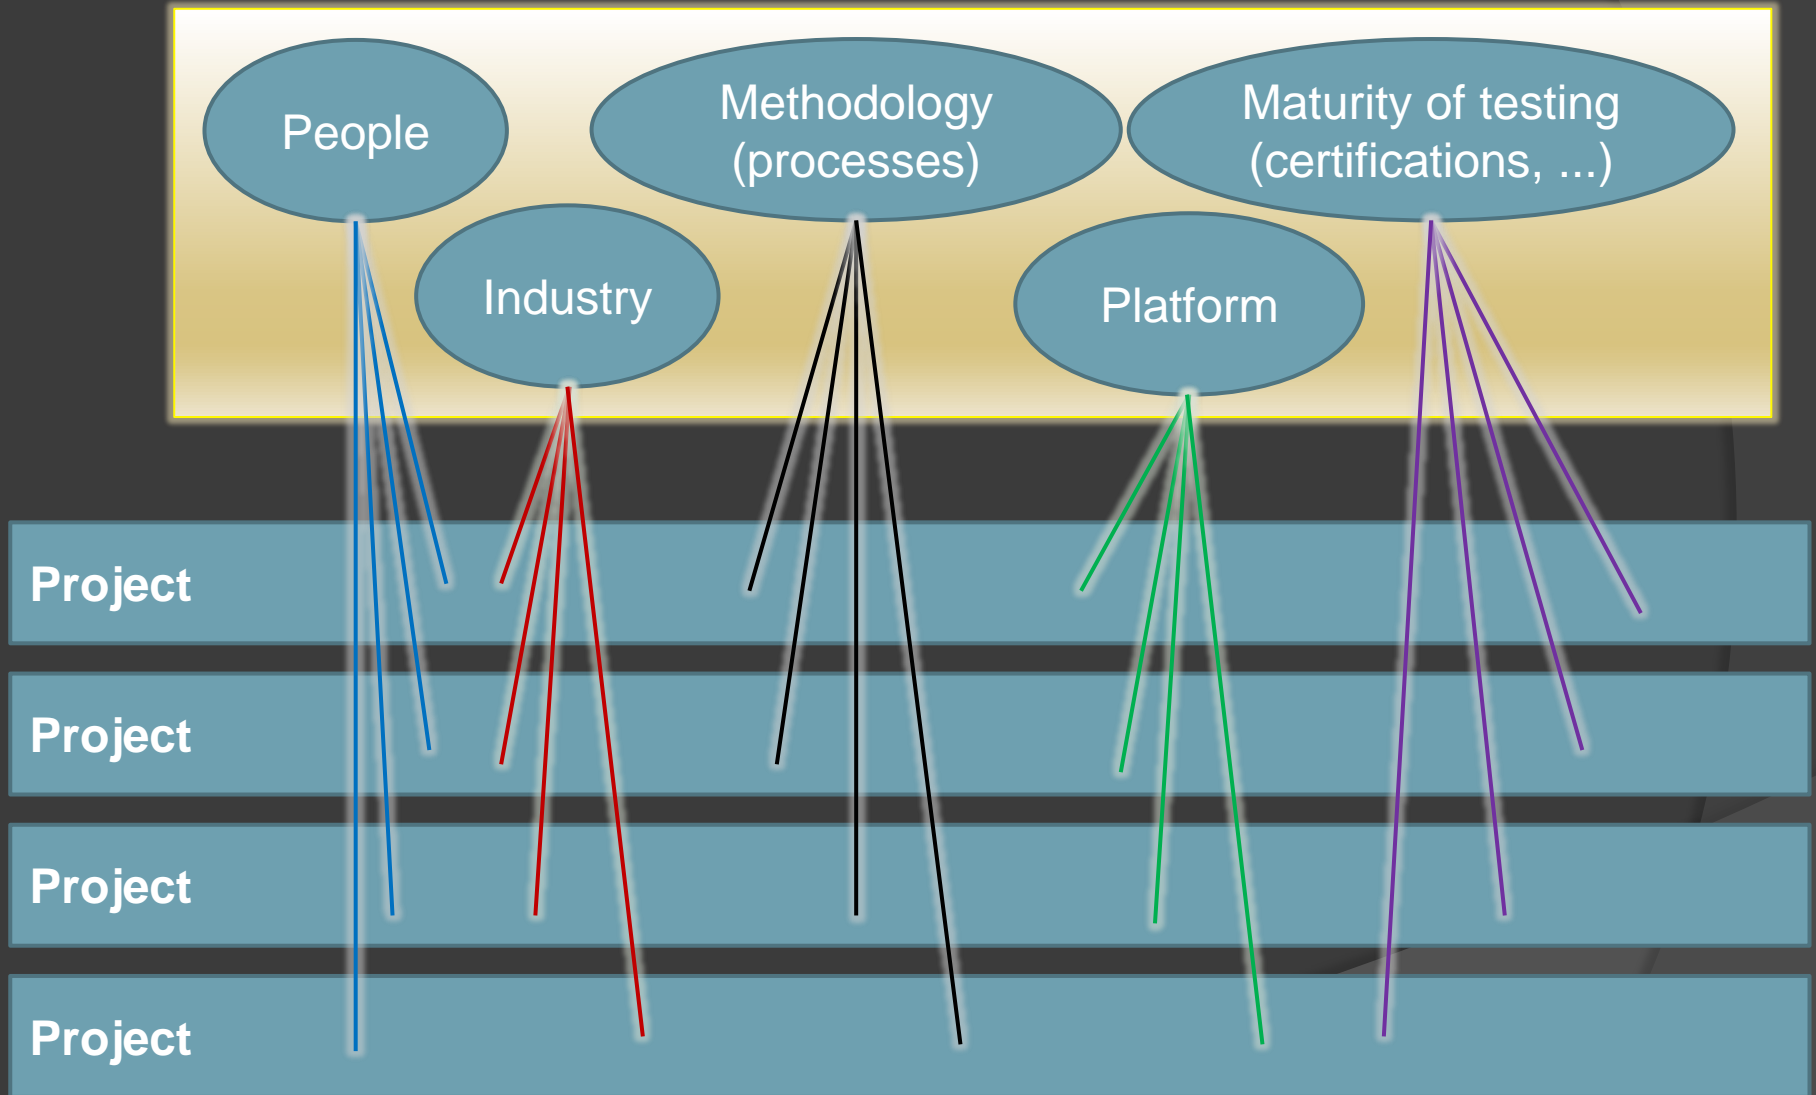 People
Methodology
(processes)
Maturity of testing
(certifications, ...)
Industry
Platform
Project
Project
Project
Project